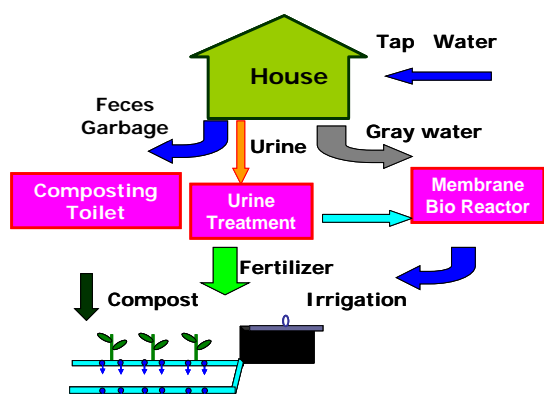 Tap Water
House
Feces
Garbage
Urine
Gray water
Composting
Toilet
Urine
Treatment
Membrane
Bio Reactor
Fertilizer
Compost
Irrigation